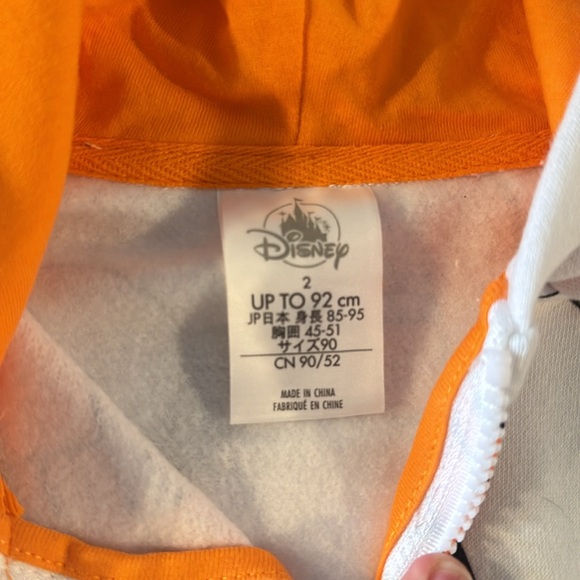 Disney
2
UP TO 92 cm
JP日本 身長 85-95
胸囲 45-51
サイズ90
CN 90/52
MADE IN CHINA
FABRIQUÉ EN CHINE